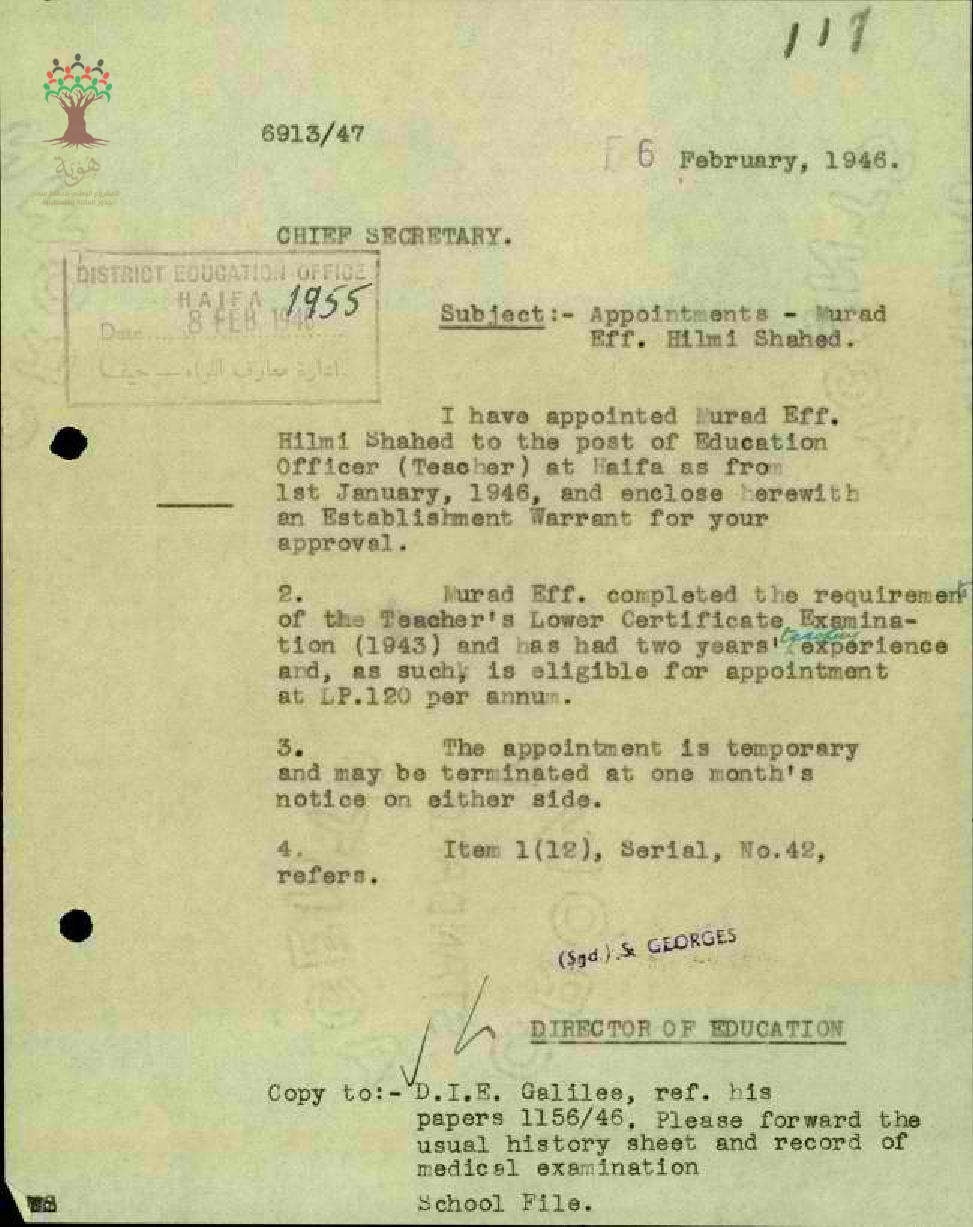 117
هوية
6913/47
6 February, 1946.
CHIEF SECRETARY.
DISTRICT EDUCATION OFFICE
HAIFA 1955
Date..... 8 FEB 1946
ادارة معارف اللواء — حيفا
Subject:- Appointments - Murad
Eff. Hilmi Shahed.
I have appointed Murad Eff.
Hilmi Shahed to the post of Education
Officer (Teacher) at Haifa as from
1st January, 1946, and enclose herewith
an Establishment Warrant for your
approval.
2. Murad Eff. completed the requirement
of the Teacher's Lower Certificate Examina-
tion (1943) and has had two years' teaching experience
and, as such, is eligible for appointment
at LP.120 per annum.
3. The appointment is temporary
and may be terminated at one month's
notice on either side.
4. Item 1(12), Serial, No.42,
refers.
(Sgd.) S. GEORGES
DIRECTOR OF EDUCATION
Copy to:- D.I.E. Galilee, ref. his
papers 1156/46. Please forward the
usual history sheet and record of
medical examination
School File.